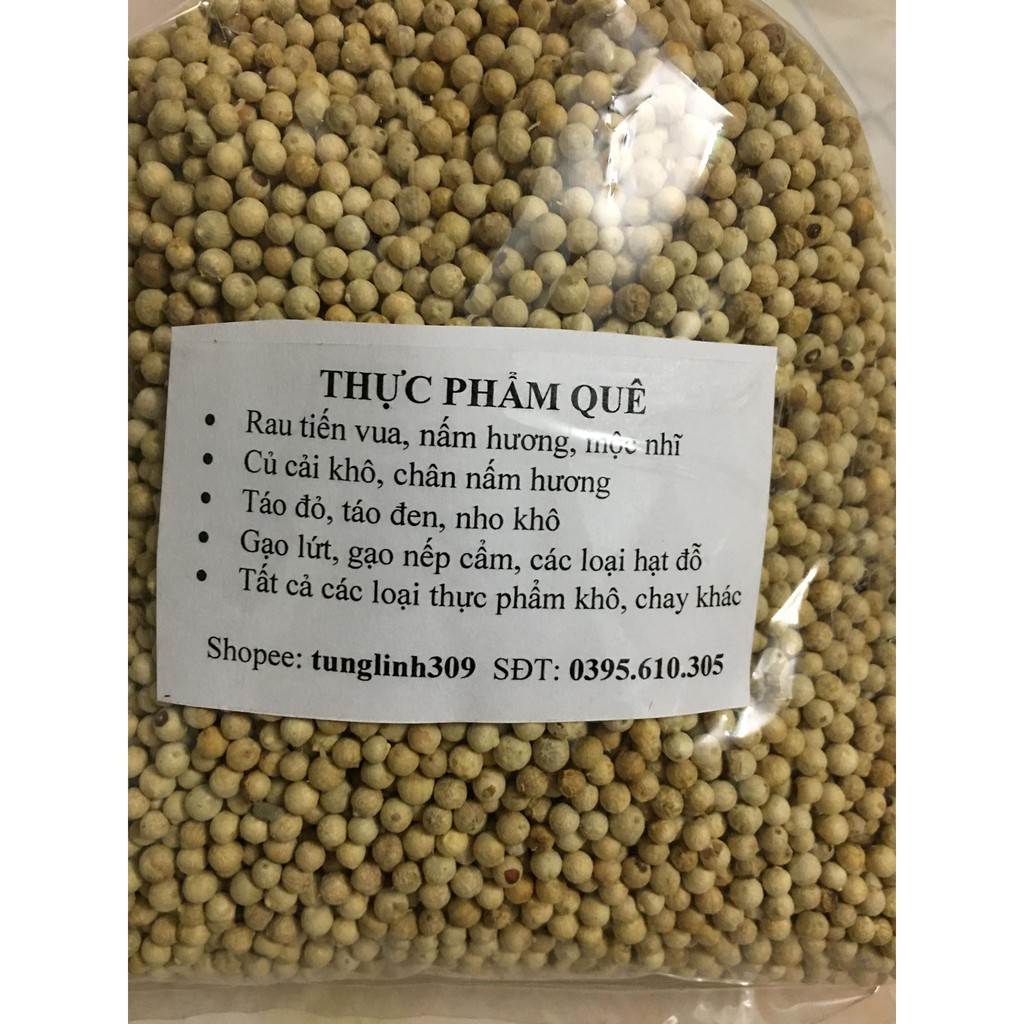 THỰC PHẨM QUÊ
• Rau tiến vua, nấm hương, mộc nhĩ
• Củ cải khô, chân nấm hương
• Táo đỏ, táo đen, nho khô
• Gạo lứt, gạo nếp cẩm, các loại hạt đỗ
• Tất cả các loại thực phẩm khô, chay khác
Shopee: tunglinh309 SĐT: 0395.610.305